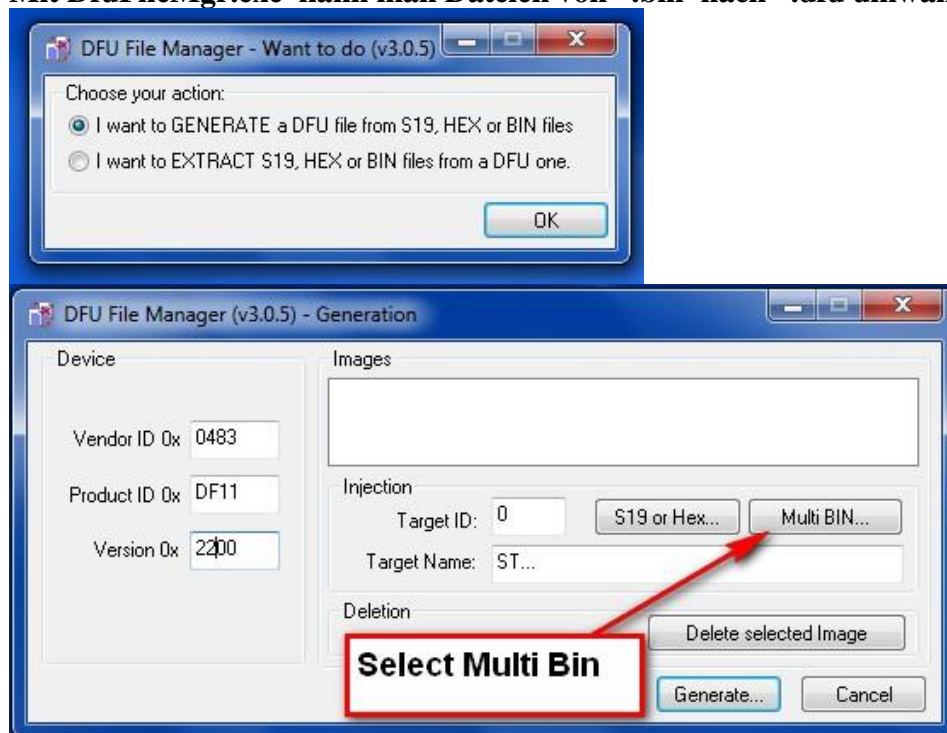 DFU File Manager - Want to do (v3.0.5)
Choose your action:
I want to GENERATE a DFU file from S19, HEX or BIN files
I want to EXTRACT S19, HEX or BIN files from a DFU one.
OK
DFU File Manager (v3.0.5) - Generation
Device
Images
Vendor ID 0x 0483
Product ID 0x DF11
Version 0x 2200
Injection
Target ID: 0 S19 or Hex... Multi BIN...
Target Name: ST...
Deletion
Delete selected Image
Select Multi Bin
Generate... Cancel